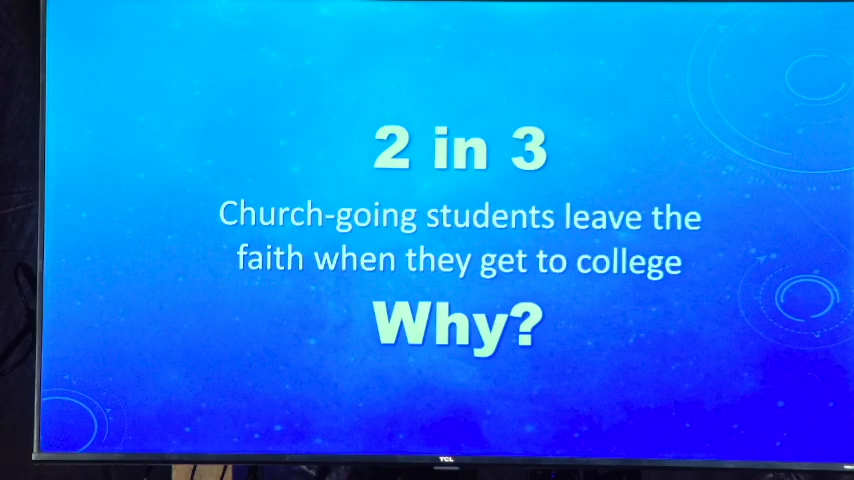 2 in 3
Church-going students leave the
faith when they get to college
Why?
TCL